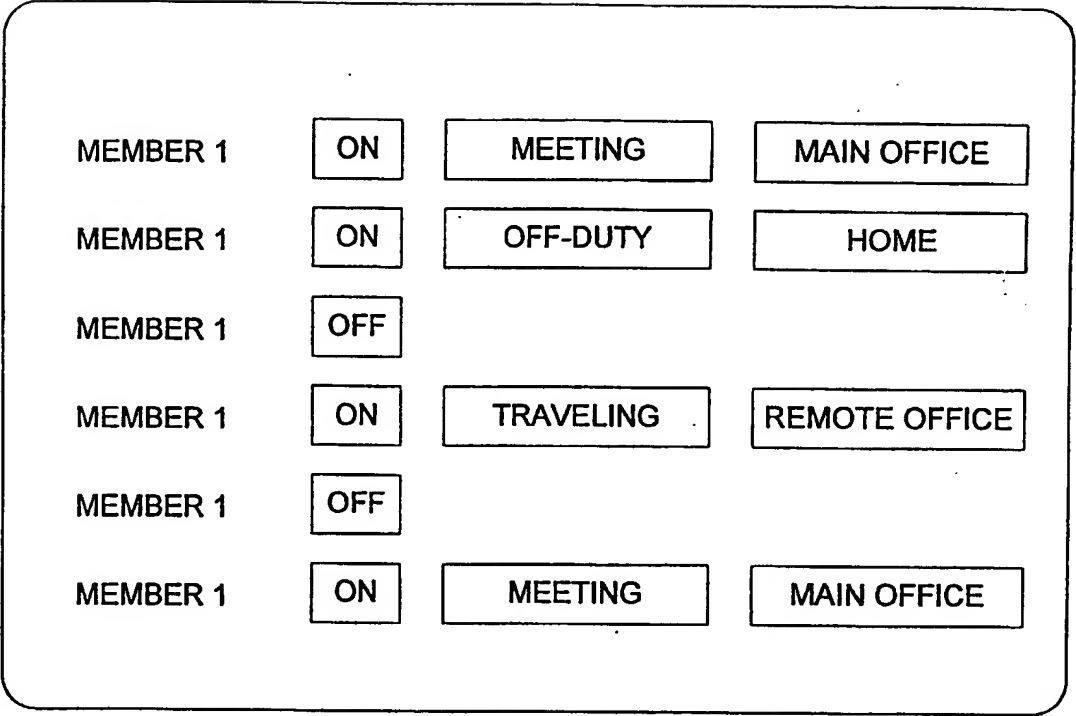 MEMBER 1 ON MEETING MAIN OFFICE
MEMBER 1 ON OFF-DUTY HOME
MEMBER 1 OFF
MEMBER 1 ON TRAVELING REMOTE OFFICE
MEMBER 1 OFF
MEMBER 1 ON MEETING MAIN OFFICE